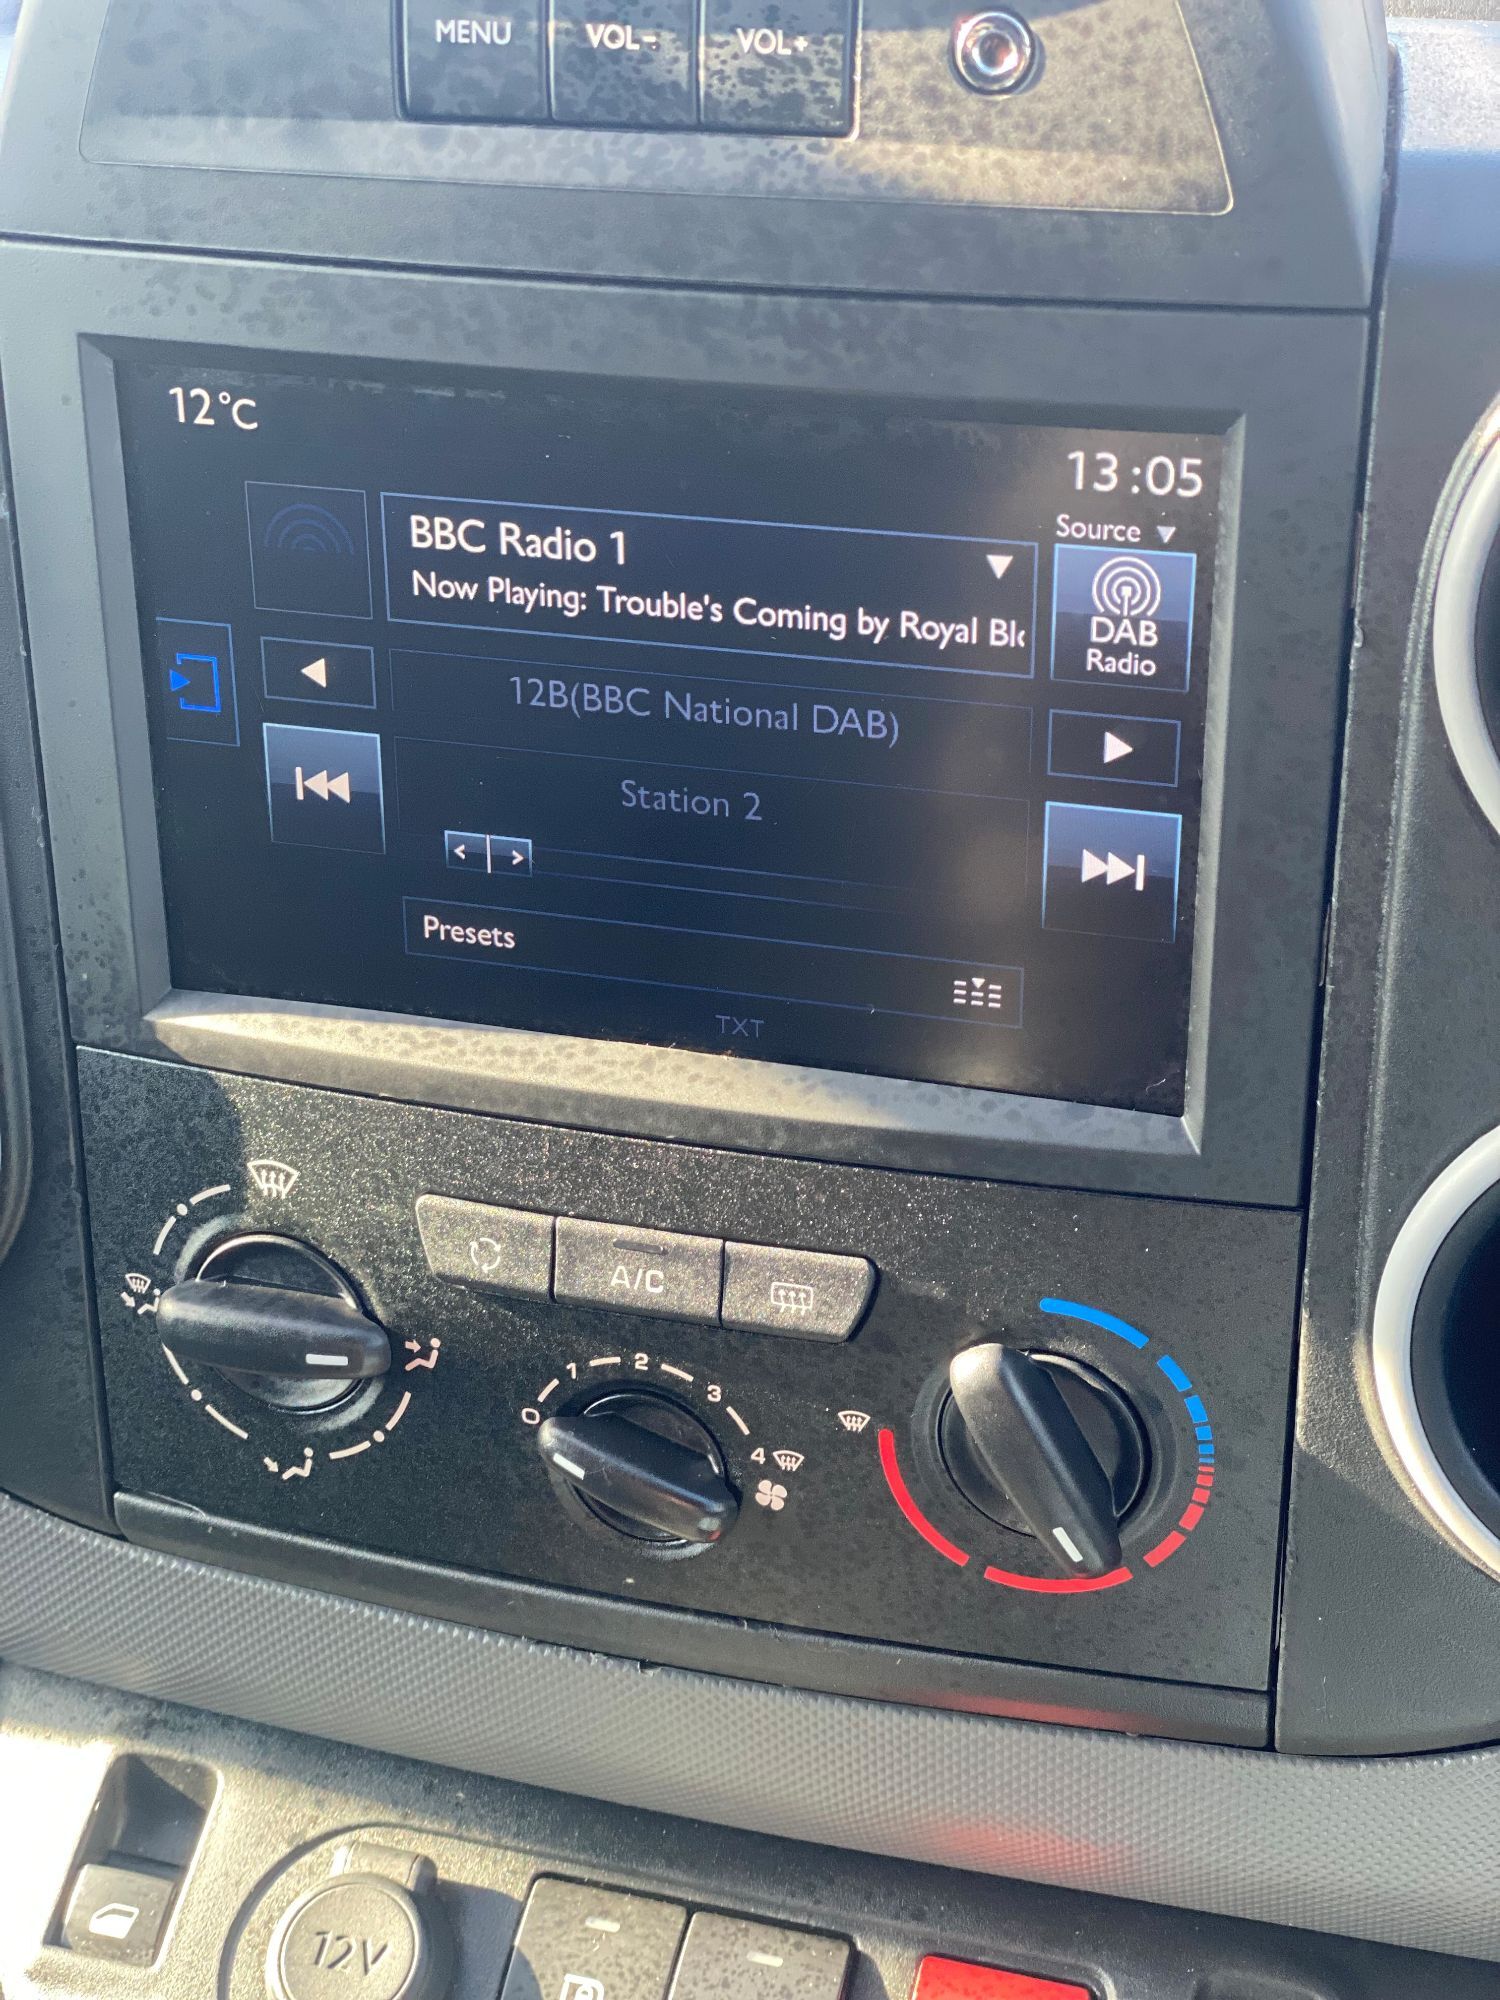 MENU VOL- VOL+
12°C
13:05
Source
BBC Radio 1
Now Playing: Trouble's Coming by Royal
DAB
Radio
12B(BBC National DAB)
Station 2
Presets
TXT
A/C
0 1 2 3 4
12V